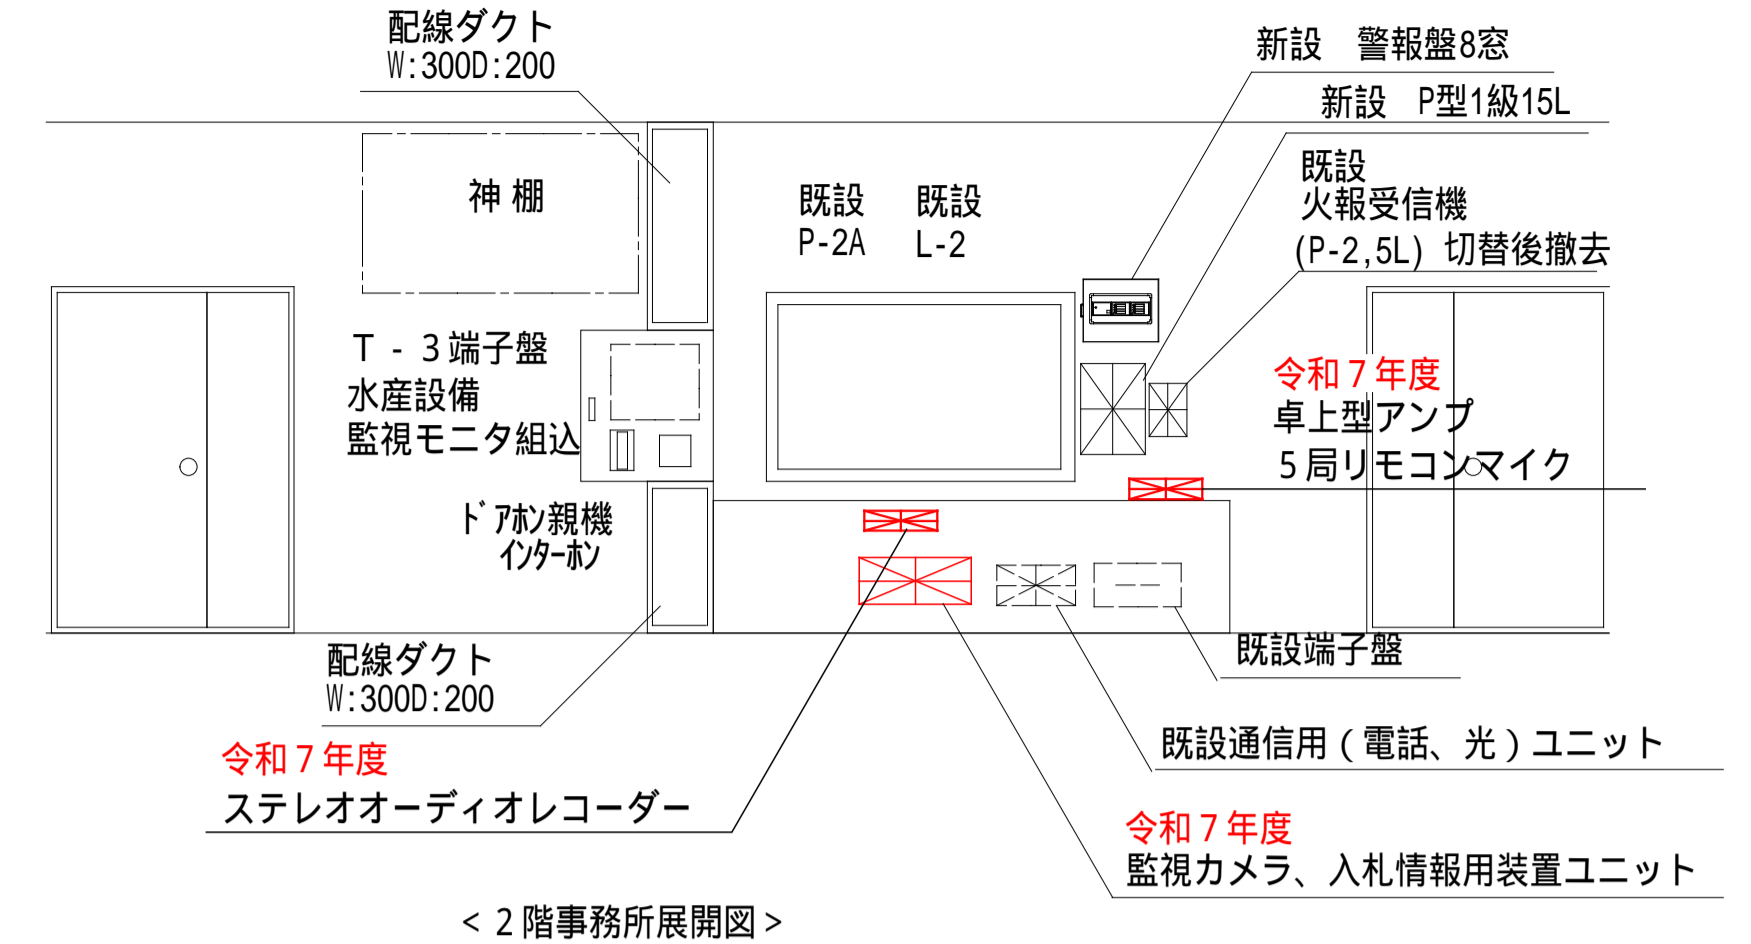 配線ダクト
W:300D:200
新設　警報盤8窓
新設　P型1級15L
既設
火報受信機
(P-2,5L) 切替後撤去
神 棚
既設
P-2A
既設
L-2
T - 3端子盤
水産設備
監視モニタ組込
令和７年度
卓上型アンプ
５局リモコンマイク
ﾄﾞｱﾎﾝ親機
ｲﾝﾀｰﾎﾝ
配線ダクト
W:300D:200
既設端子盤
令和７年度
ステレオオーディオレコーダー
既設通信用（電話、光）ユニット
令和７年度
監視カメラ、入札情報用装置ユニット
<２階事務所展開図>